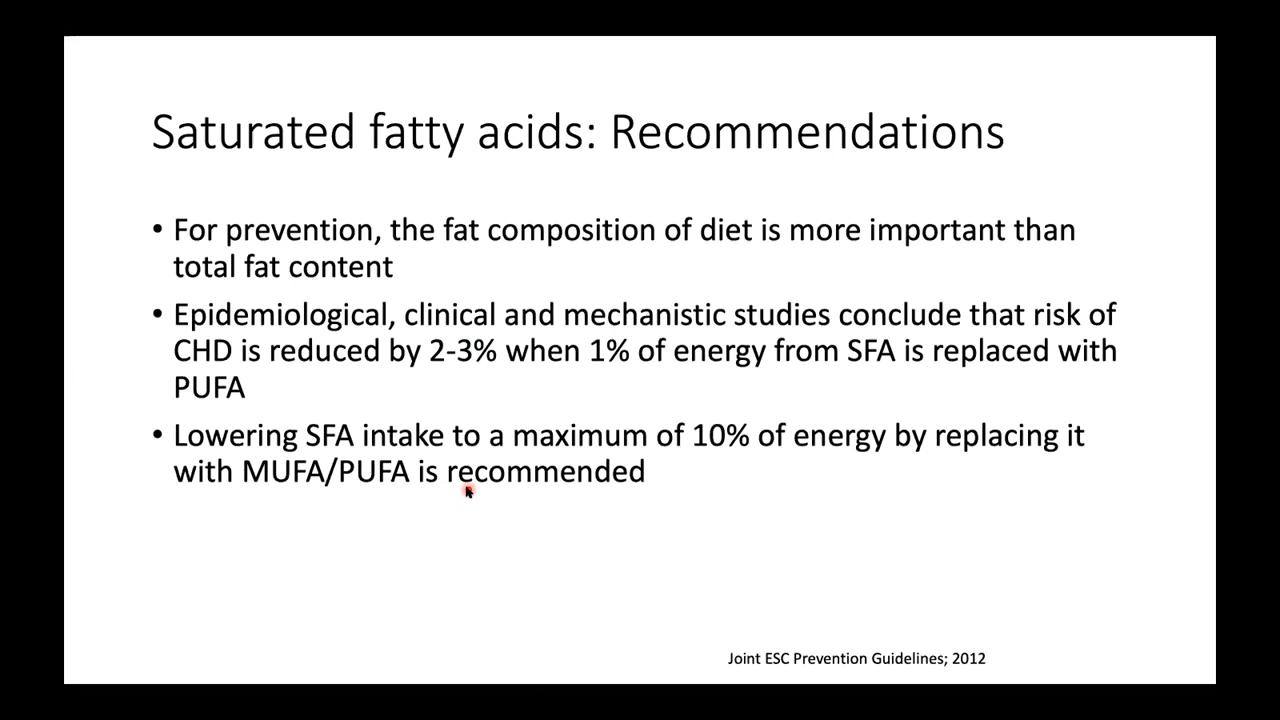 Saturated fatty acids: Recommendations
• For prevention, the fat composition of diet is more important than
total fat content
• Epidemiological, clinical and mechanistic studies conclude that risk of
CHD is reduced by 2-3% when 1% of energy from SFA is replaced with
PUFA
• Lowering SFA intake to a maximum of 10% of energy by replacing it
with MUFA/PUFA is recommended
Joint ESC Prevention Guidelines; 2012